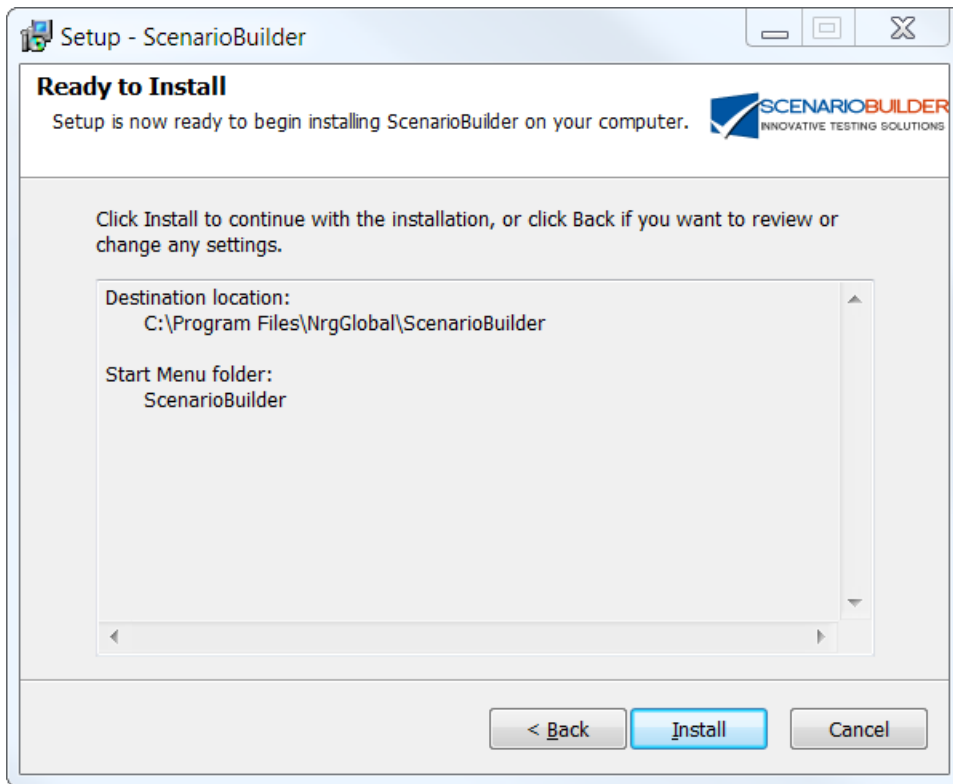 Setup - ScenarioBuilder
Ready to Install
Setup is now ready to begin installing ScenarioBuilder on your computer.
SCENARIOBUILDER
INNOVATIVE TESTING SOLUTIONS
Click Install to continue with the installation, or click Back if you want to review or
change any settings.
Destination location:
C:\Program Files\NrgGlobal\ScenarioBuilder
Start Menu folder:
ScenarioBuilder
< Back
Install
Cancel